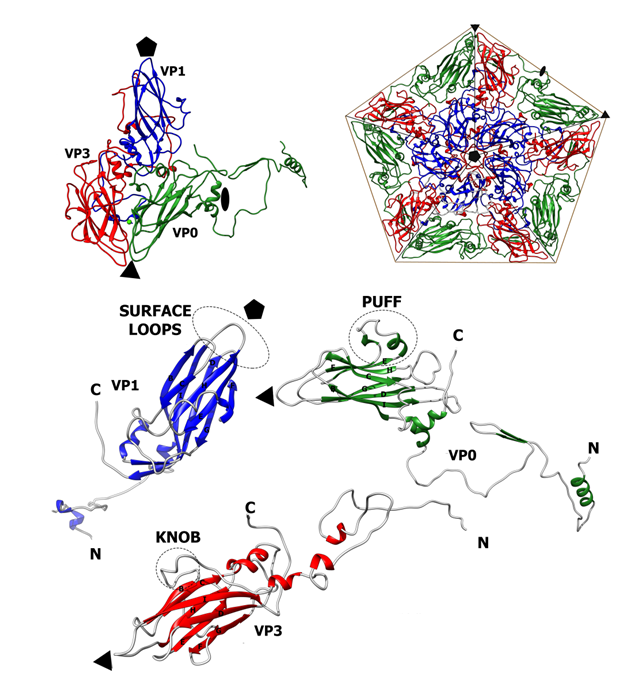 VP1
VP3
VP0
SURFACE
LOOPS
PUFF
C
C
VP1
VP0
N
N
C
KNOB
N
VP3